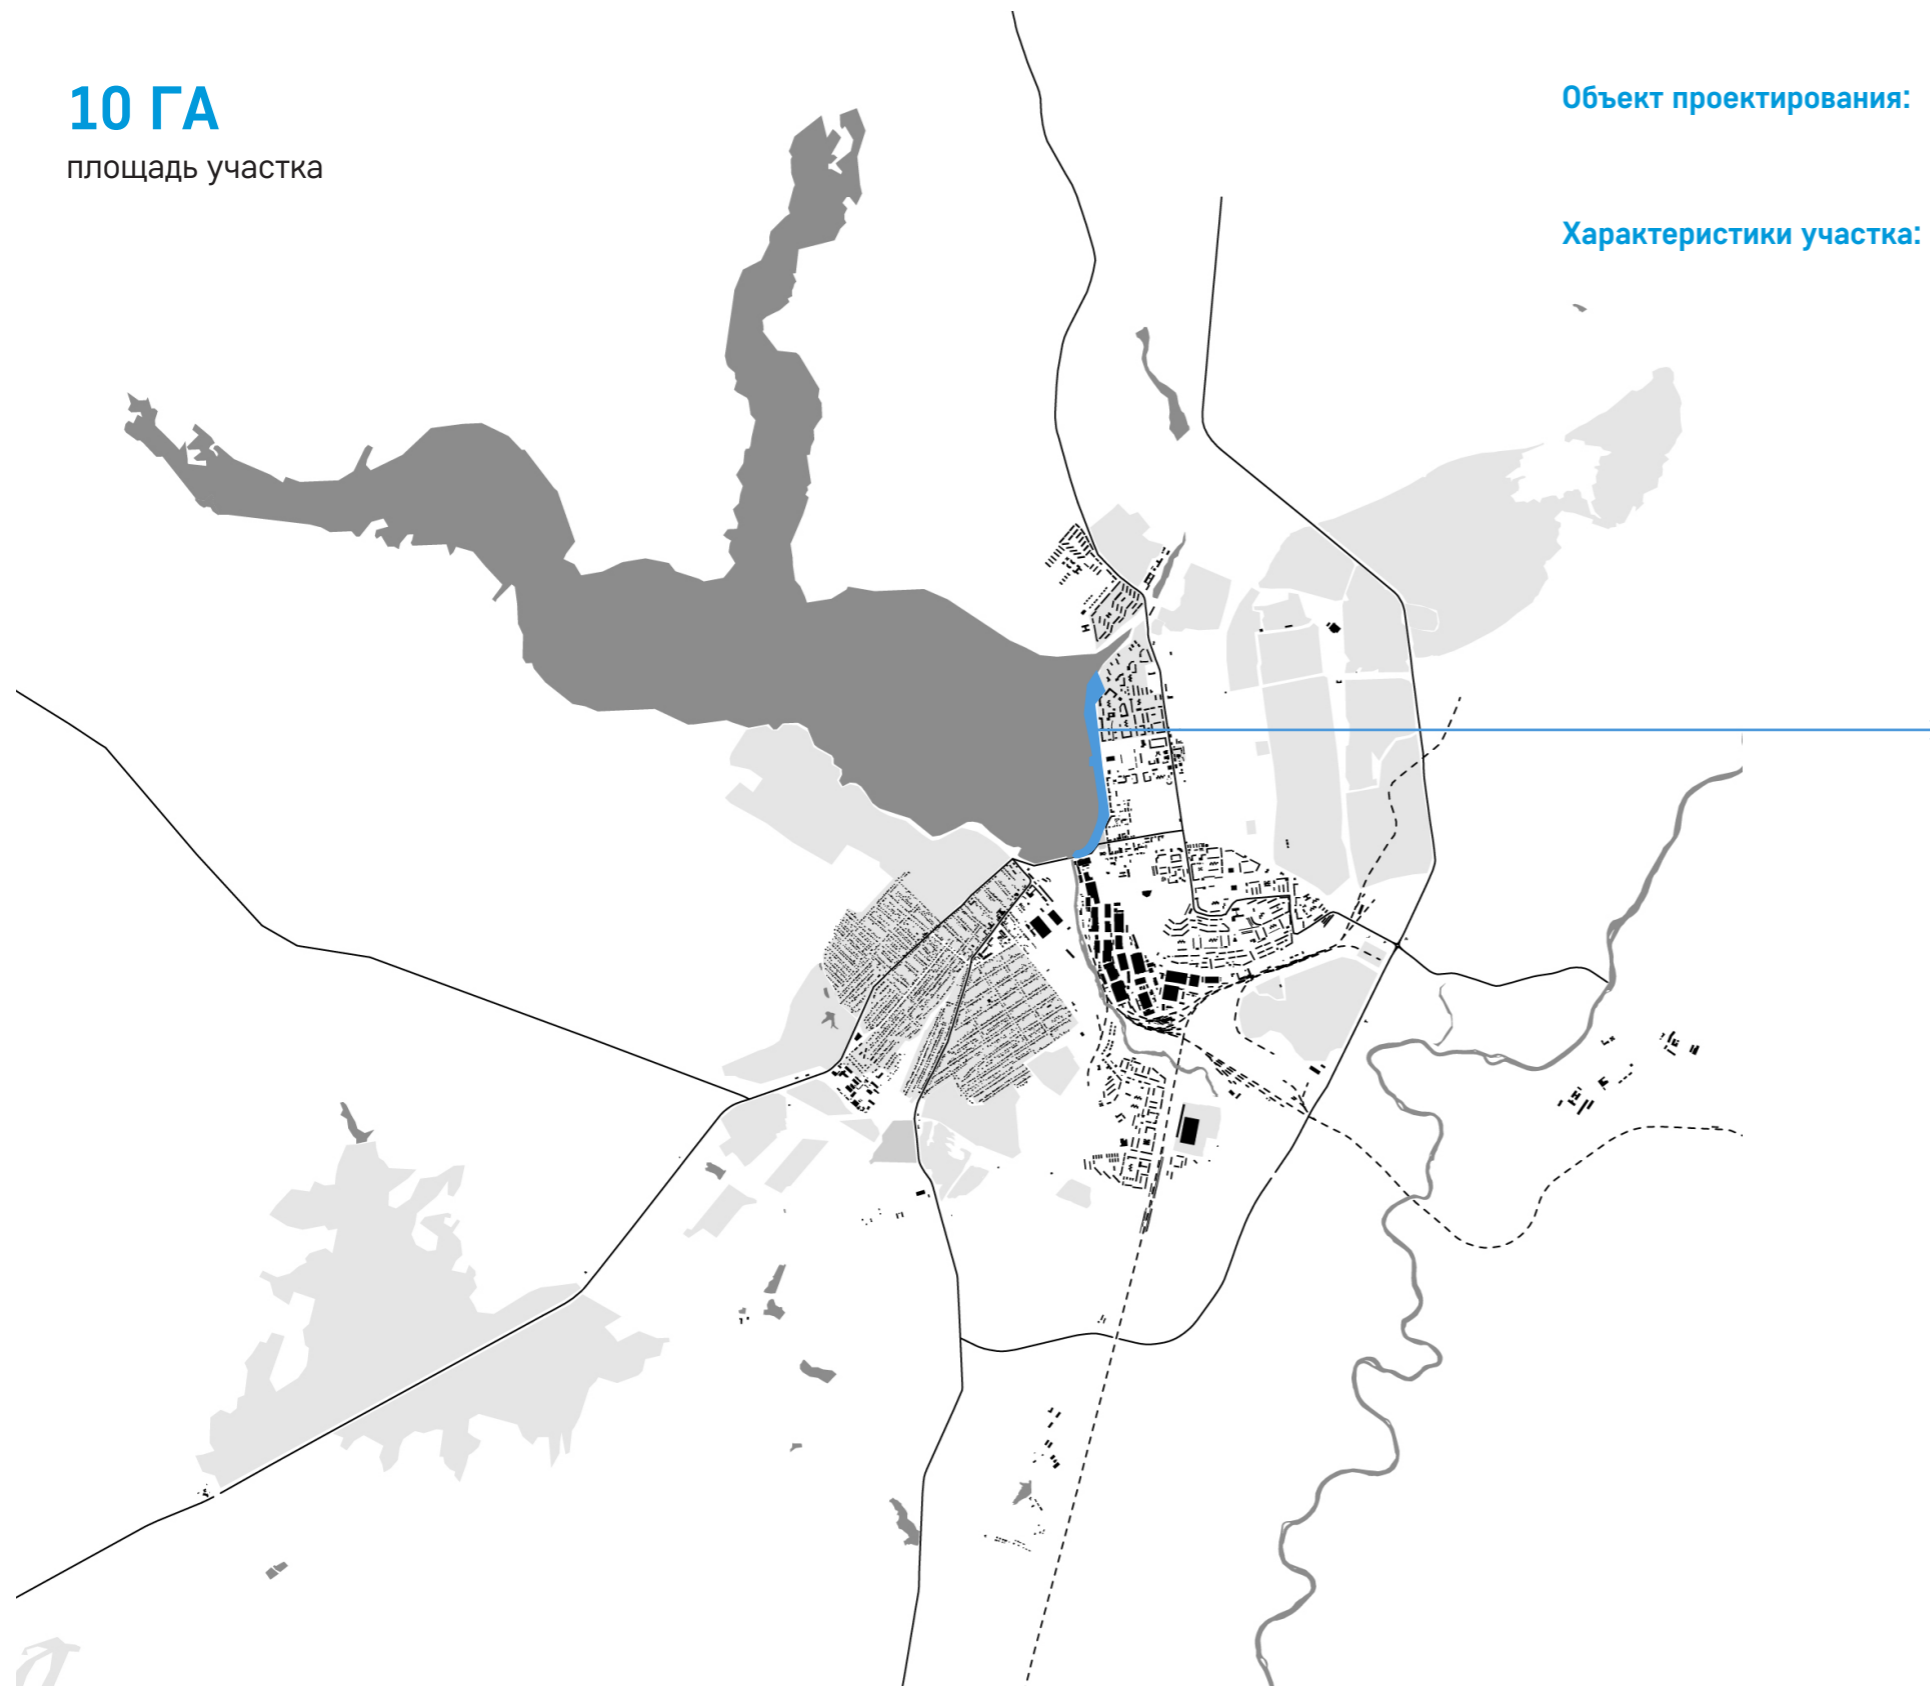 10 ГА
площадь участка
Объект проектирования:
Характеристики участка: